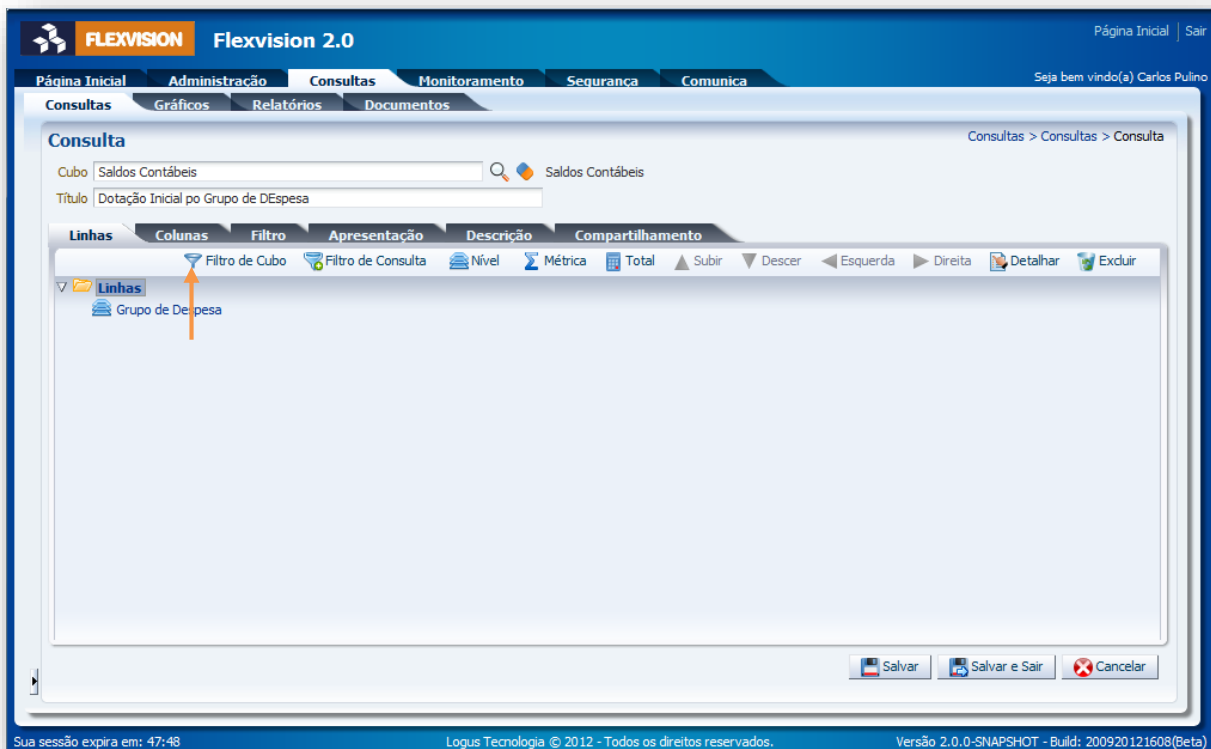 FLEXVISION Flexvision 2.0 Página Inicial Sair
Página Inicial Administração Consultas Monitoramento Segurança Comunica Seja bem vindo(a) Carlos Pulino
Consultas Gráficos Relatórios Documentos
Consulta Consultas > Consultas > Consulta
Cubo Saldos Contábeis Saldos Contábeis
Título Dotação Inicial po Grupo de DEspesa
Linhas Colunas Filtro Apresentação Descrição Compartilhamento
Filtro de Cubo Filtro de Consulta Nível Métrica Total Subir Descer Esquerda Direita Detalhar Excluir
Linhas
Grupo de Despesa
Salvar Salvar e Sair Cancelar
Sua sessão expira em: 47:48 Logus Tecnologia © 2012 - Todos os direitos reservados. Versão 2.0.0-SNAPSHOT - Build: 200920121608(Beta)